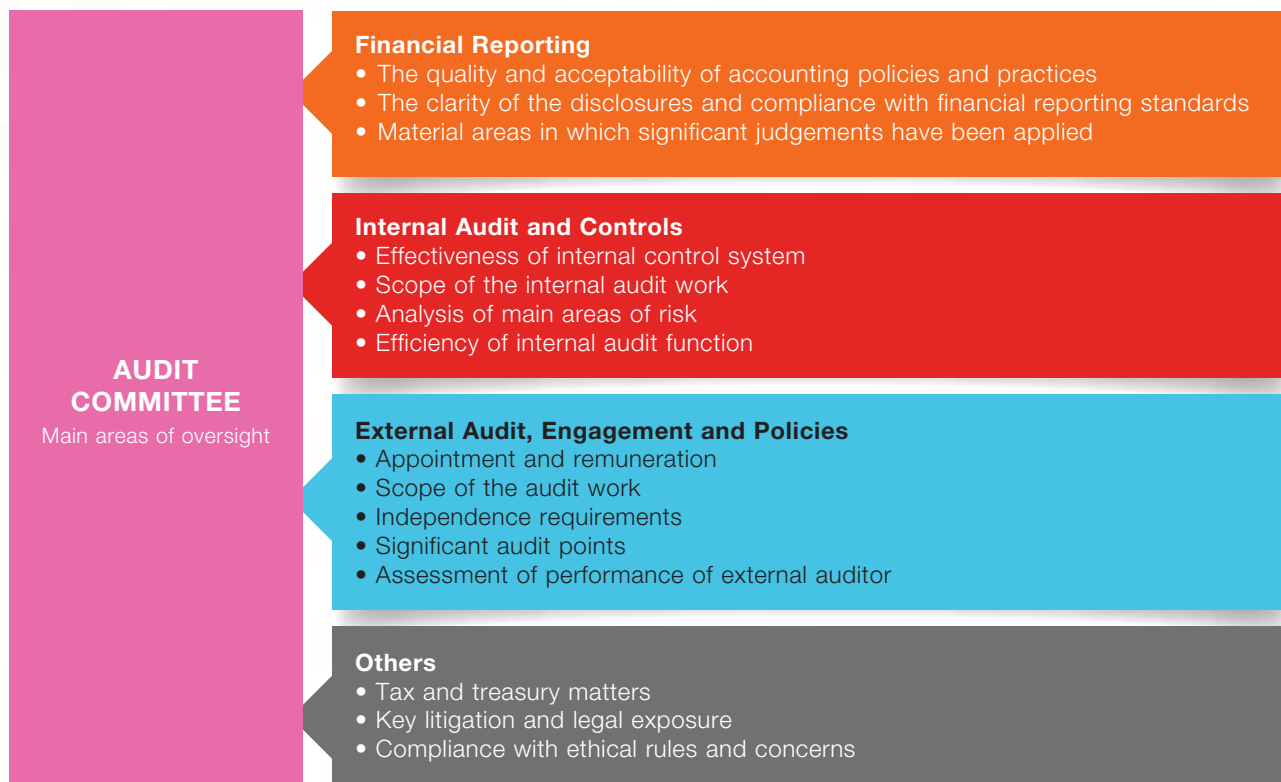 AUDIT
COMMITTEE
Main areas of oversight
Financial Reporting
• The quality and acceptability of accounting policies and practices
• The clarity of the disclosures and compliance with financial reporting standards
• Material areas in which significant judgements have been applied
Internal Audit and Controls
• Effectiveness of internal control system
• Scope of the internal audit work
• Analysis of main areas of risk
• Efficiency of internal audit function
External Audit, Engagement and Policies
• Appointment and remuneration
• Scope of the audit work
• Independence requirements
• Significant audit points
• Assessment of performance of external auditor
Others
• Tax and treasury matters
• Key litigation and legal exposure
• Compliance with ethical rules and concerns